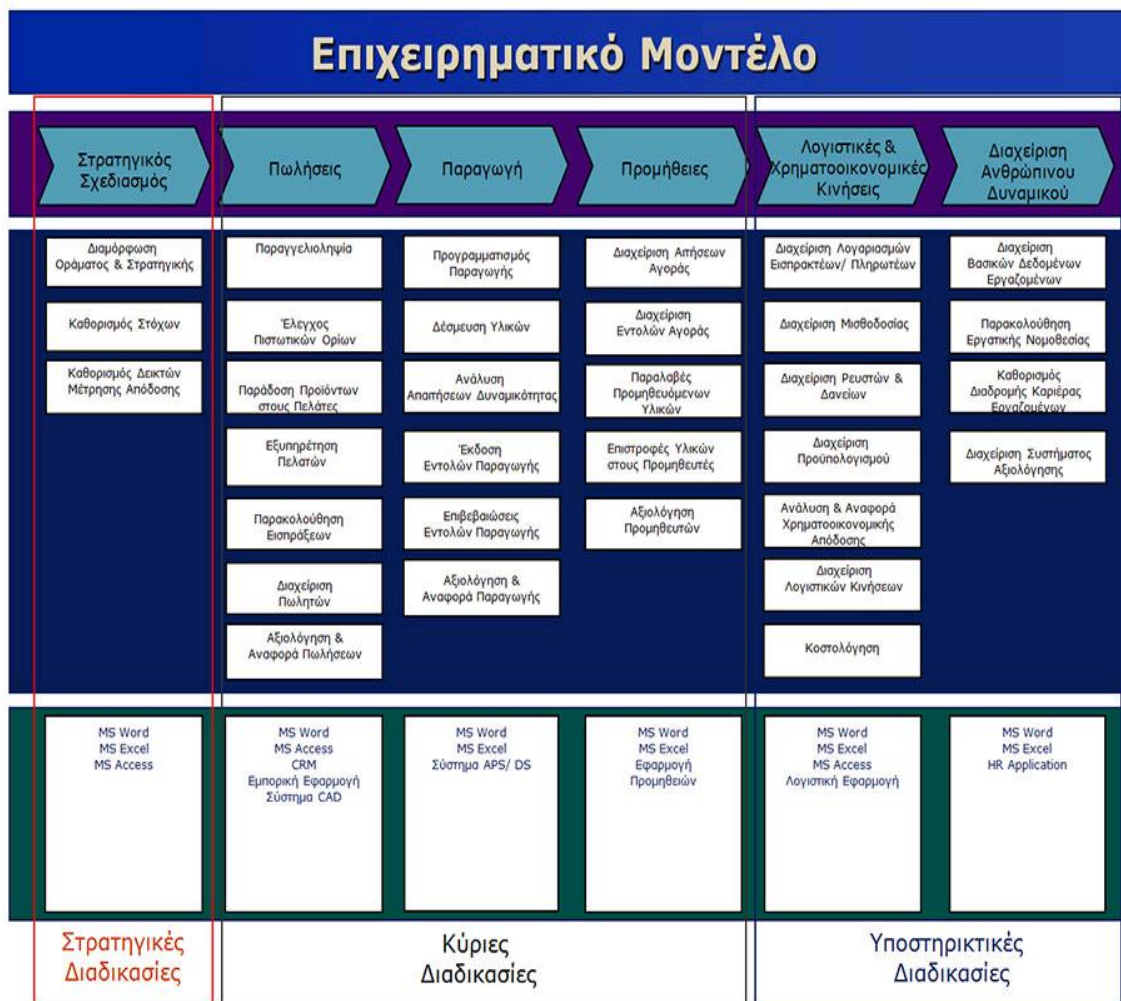 Επιχειρηματικό Μοντέλο
Στρατηγικός
Σχεδιασμός
Πωλήσεις
Παραγωγή
Προμήθειες
Λογιστικές &
Χρηματοοικονομικές
Κινήσεις
Διαχείριση
Ανθρώπινου
Δυναμικού
Διαμόρφωση
Οράματος & Στρατηγικής
Καθορισμός Στόχων
Καθορισμός Δεικτών
Μέτρησης Απόδοσης
Παραγγελιοληψία
Έλεγχος
Πιστωτικών Ορίων
Παράδοση Προϊόντων
στους Πελάτες
Εξυπηρέτηση
Πελατών
Παρακολούθηση
Εισπράξεων
Διαχείριση
Πωλητών
Αξιολόγηση &
Αναφορά Πωλήσεων
Προγραμματισμός
Παραγωγής
Δέσμευση Υλικών
Ανάλυση
Απαιτήσεων Δυναμικότητας
Έκδοση
Εντολών Παραγωγής
Επιβεβαιώσεις
Εντολών Παραγωγής
Αξιολόγηση &
Αναφορά Παραγωγής
Διαχείριση Αιτήσεων
Αγοράς
Διαχείριση
Εντολών Αγοράς
Παραλαβές
Προμηθευόμενων
Υλικών
Επιστροφές Υλικών
στους Προμηθευτές
Αξιολόγηση
Προμηθευτών
Διαχείριση Λογαριασμών
Εισπρακτέων/ Πληρωτέων
Διαχείριση Μισθοδοσίας
Διαχείριση Ρευστών &
Δανείων
Διαχείριση
Προϋπολογισμού
Ανάλυση & Αναφορά
Χρηματοοικονομικής
Απόδοσης
Διαχείριση
Λογιστικών Κινήσεων
Κοστολόγηση
Διαχείριση
Βασικών Δεδομένων
Εργαζομένων
Παρακολούθηση
Εργατικής Νομοθεσίας
Καθορισμός
Διαδρομής Καριέρας
Εργαζομένων
Διαχείριση Συστήματος
Αξιολόγησης
MS Word
MS Excel
MS Access
MS Word
MS Access
CRM
Εμπορική Εφαρμογή
Σύστημα CAD
MS Word
MS Excel
Σύστημα APS/ DS
MS Word
MS Excel
Εφαρμογή
Προμηθειών
MS Word
MS Excel
MS Access
Λογιστική Εφαρμογή
MS Word
MS Excel
HR Application
Στρατηγικές
Διαδικασίες
Κύριες
Διαδικασίες
Υποστηρικτικές
Διαδικασίες